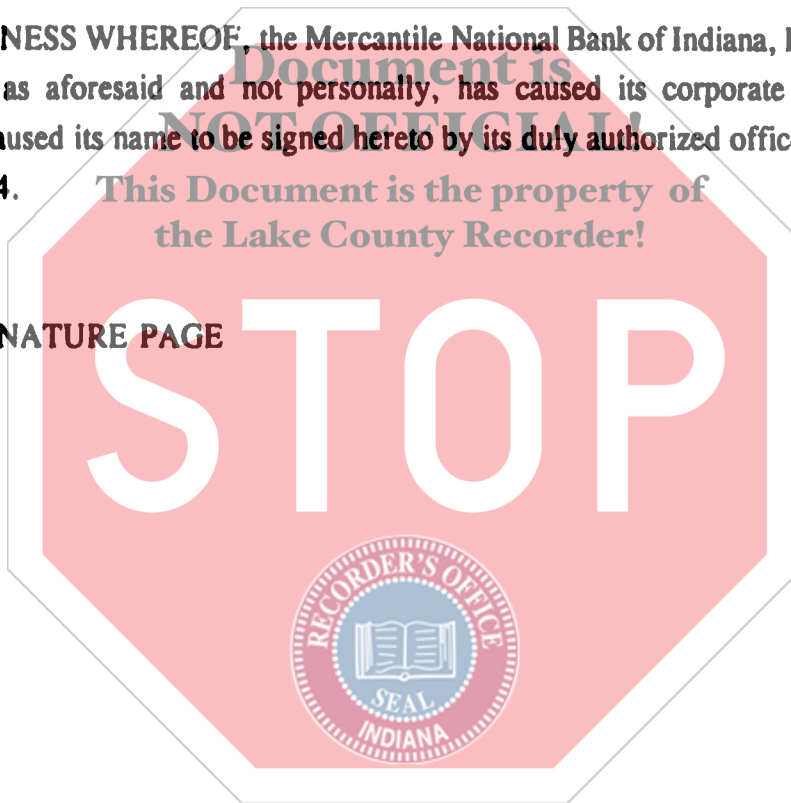 NESS WHEREOF, the Mercantile National Bank of Indiana,
Document is
as aforesaid and not personally, has caused its corporate
NOT OFFICIAL!
used its name to be signed hereto by its duly authorized offic
4.
This Document is the property of
the Lake County Recorder!
NATURE PAGE
STOP
RECORDER'S OFFICE
SEAL
INDIANA